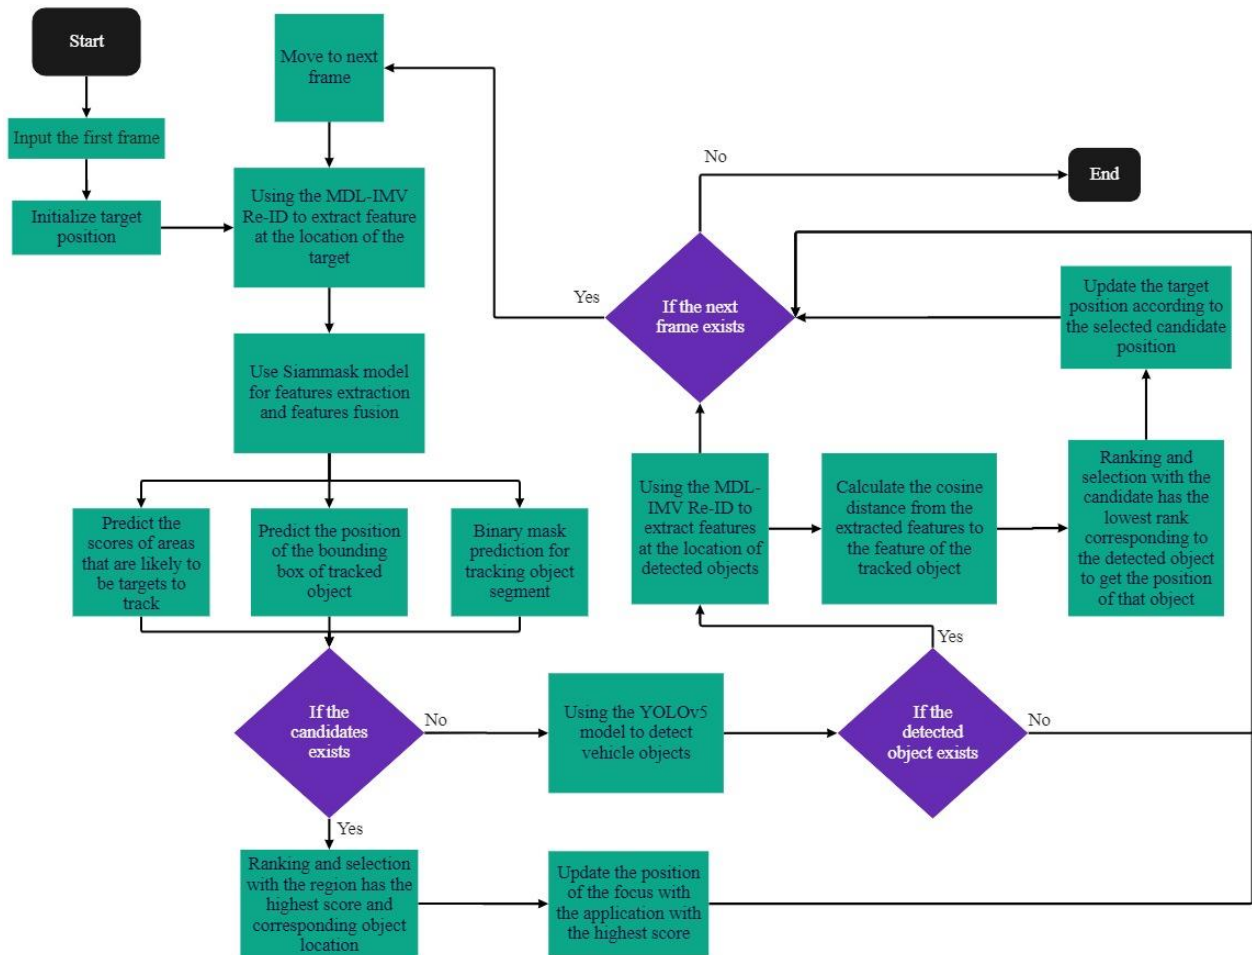 Start
Input the first frame
Initialize target
position
Move to next
frame
Using the MDL-IMV
Re-ID to extract feature
at the location of the
target
Use Siammask model
for features extraction
and features fusion
Predict the
scores of areas
that are likely to
be targets to
track
Predict the position
of the bounding
box of tracked
object
Binary mask
prediction for
tracking object
segment
If the
candidates
exists
No
Yes
Ranking and selection
with the region has the
highest score and
corresponding object
location
Update the position
of the focus with
the application with
the highest score
Using the YOLOv5
model to detect
vehicle objects
If the
detected
object exists
No
Yes
Using the MDL-
IMV Re-ID to
extract features
at the location of
detected objects
Calculate the cosine
distance from the
extracted features to
the feature of the
tracked object
Ranking and
selection with the
candidate has the
lowest rank
corresponding to
the detected object
to get the position
of that object
Update the target
position according to
the selected candidate
position
If the next
frame exists
Yes
No
End